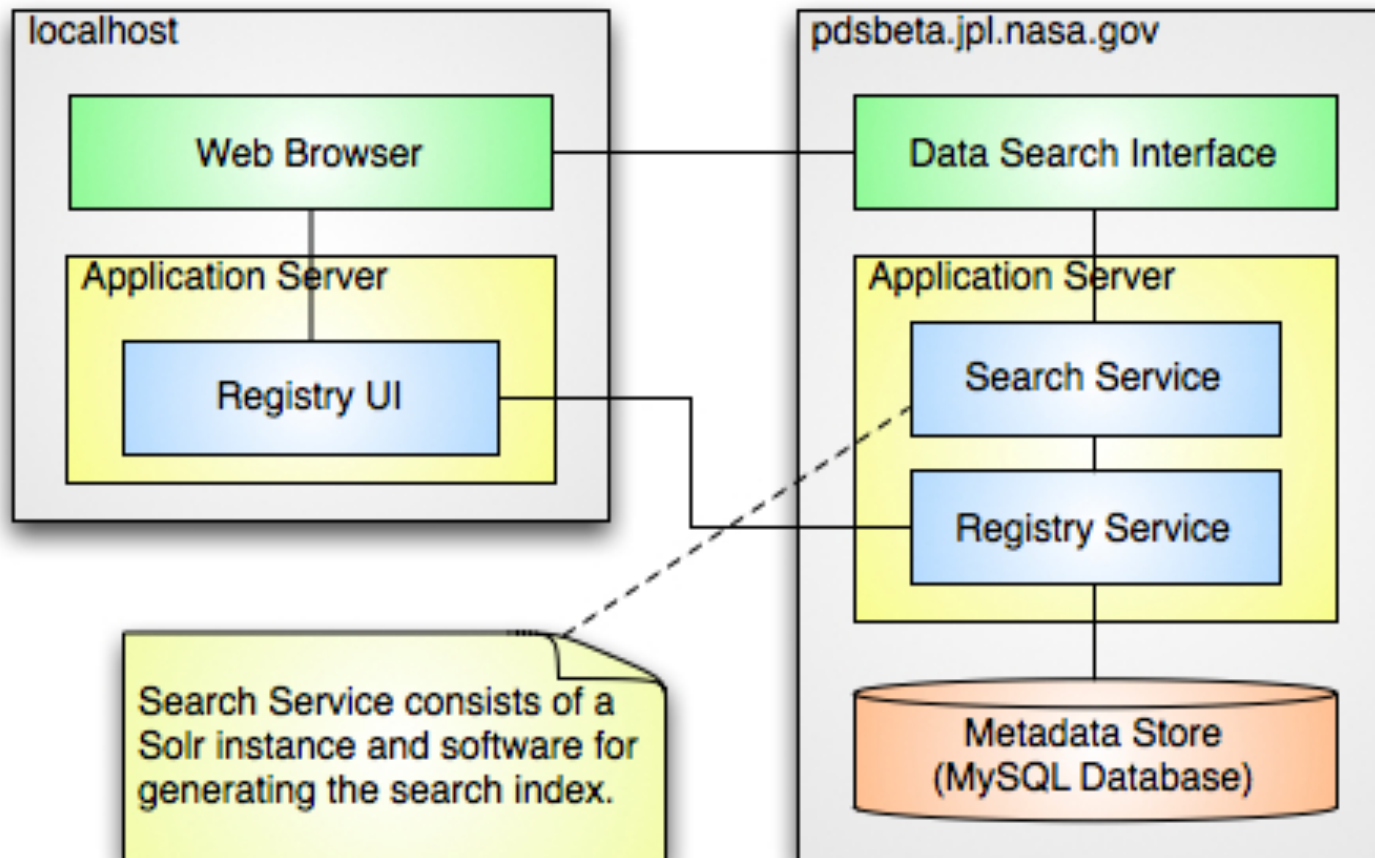 localhost
Web Browser
Application Server
Registry UI
pdsbeta.jpl.nasa.gov
Data Search Interface
Application Server
Search Service
Registry Service
Metadata Store
(MySQL Database)
Search Service consists of a
Solr instance and software for
generating the search index.